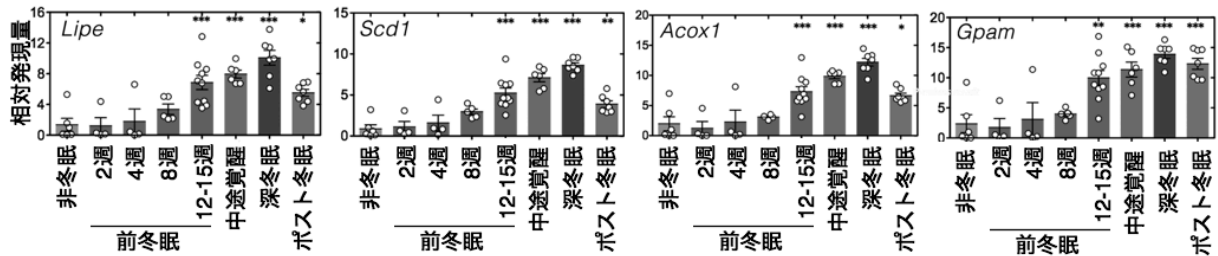 相対発現量
Lipe
16
12
8
4
0
*** *** *** *
非冬眠
2週
4週
8週
12-15週
中途覚醒
深冬眠
ポスト冬眠
前冬眠
Scd1
15
10
5
0
*** *** *** **
非冬眠
2週
4週
8週
12-15週
中途覚醒
深冬眠
ポスト冬眠
前冬眠
Acox1
20
15
10
5
0
*** *** *** *
非冬眠
2週
4週
8週
12-15週
中途覚醒
深冬眠
ポスト冬眠
前冬眠
Gpam
20
15
10
5
0
** *** *** ***
非冬眠
2週
4週
8週
12-15週
中途覚醒
深冬眠
ポスト冬眠
前冬眠